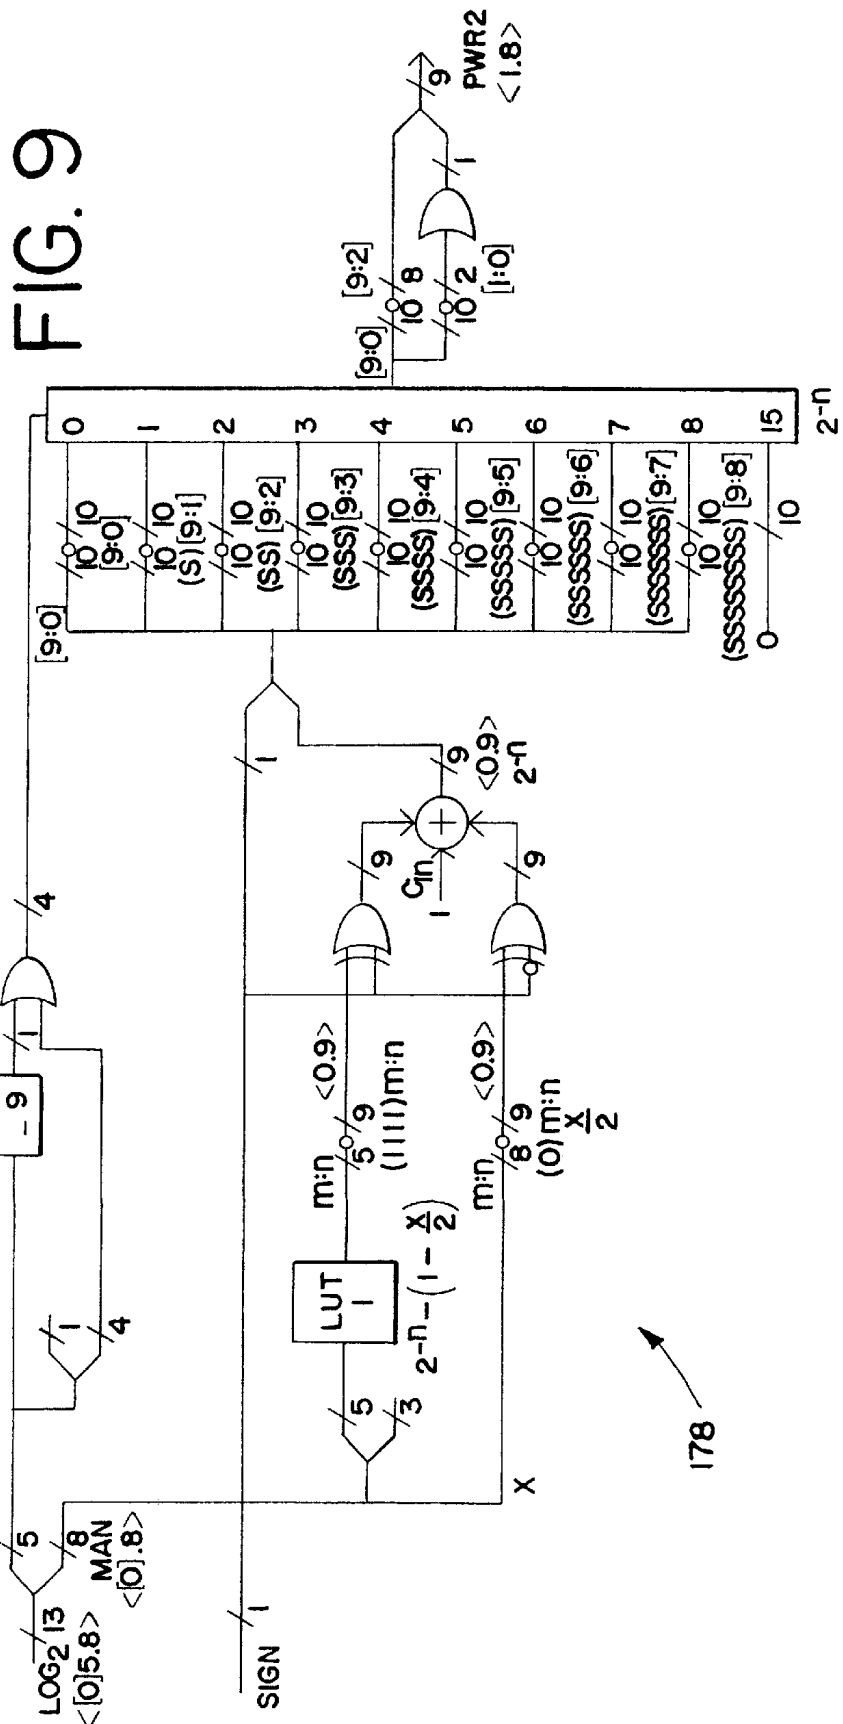 FIG. 9
LOG2 13
<[0]5.8>
5
8
MAN
<[0].8>
1
4
-9
1
4
SIGN
1
1
X
5
3
LUT
1
2-n-(1-X/2)
m:n
5
9
(1111)m:n
<0.9>
m:n
8
9
(0)m:n
X/2
<0.9>
9
9
Cin
1
9
<0.9>
2-n
[9:0]
10 10
[9:0]
0
10 10
(S)[9:1]
1
10 10
(SS)[9:2]
2
10 10
(SSS)[9:3]
3
10 10
(SSSS)[9:4]
4
10 10
(SSSSS)[9:5]
5
10 10
(SSSSSS)[9:6]
6
10 10
(SSSSSSS)[9:7]
7
10 10
(SSSSSSSS)[9:8]
8
0
10
15
2-n
[9:0]
10 8
[9:2]
10 2
[1:0]
1
9
PWR2
<1.8>
178